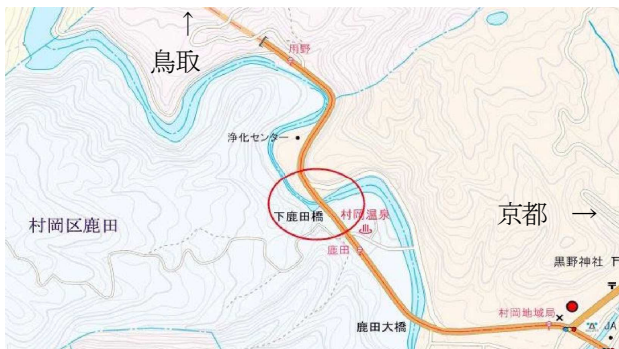 ↑
鳥取
用野
浄化センター
下鹿田橋
村岡温泉
村岡区鹿田
京都 →
鹿田
黒野神社
村岡地域局
鹿田大橋
JA